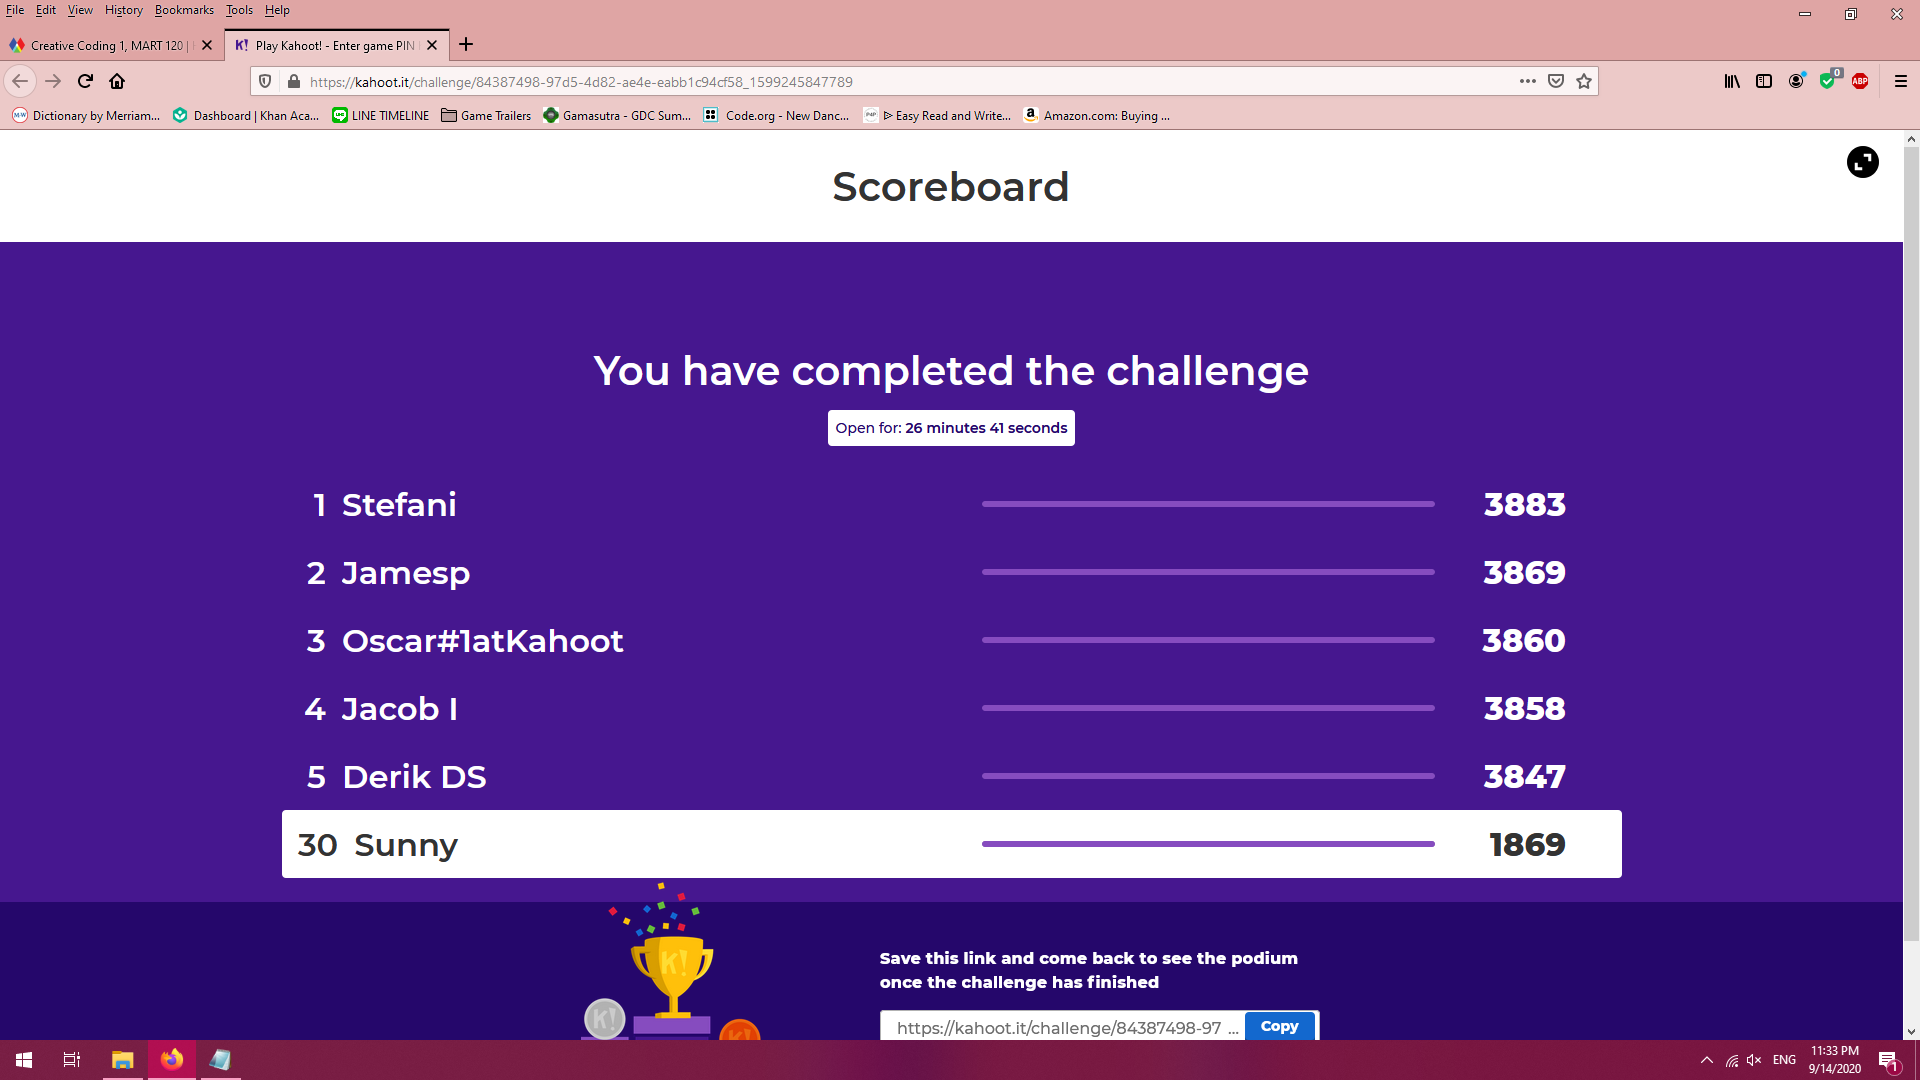 File Edit View History Bookmarks Tools Help
Creative Coding 1, MART 120 |
K! Play Kahoot! - Enter game PIN
https://kahoot.it/challenge/84387498-97d5-4d82-ae4e-eabb1c94cf58_1599245847789
0
ABP
Dictionary by Merriam... Dashboard | Khan Aca... LINE TIMELINE Game Trailers Gamasutra - GDC Sum... Code.org - New Danc... ᐅ Easy Read and Write... Amazon.com: Buying ...
Scoreboard
You have completed the challenge
Open for: 26 minutes 41 seconds
1 Stefani 3883
2 Jamesp 3869
3 Oscar#1atKahoot 3860
4 Jacob I 3858
5 Derik DS 3847
30 Sunny 1869
Save this link and come back to see the podium
once the challenge has finished
https://kahoot.it/challenge/84387498-97 ... Copy
K!
K!
K!
ENG
11:33 PM
9/14/2020
1